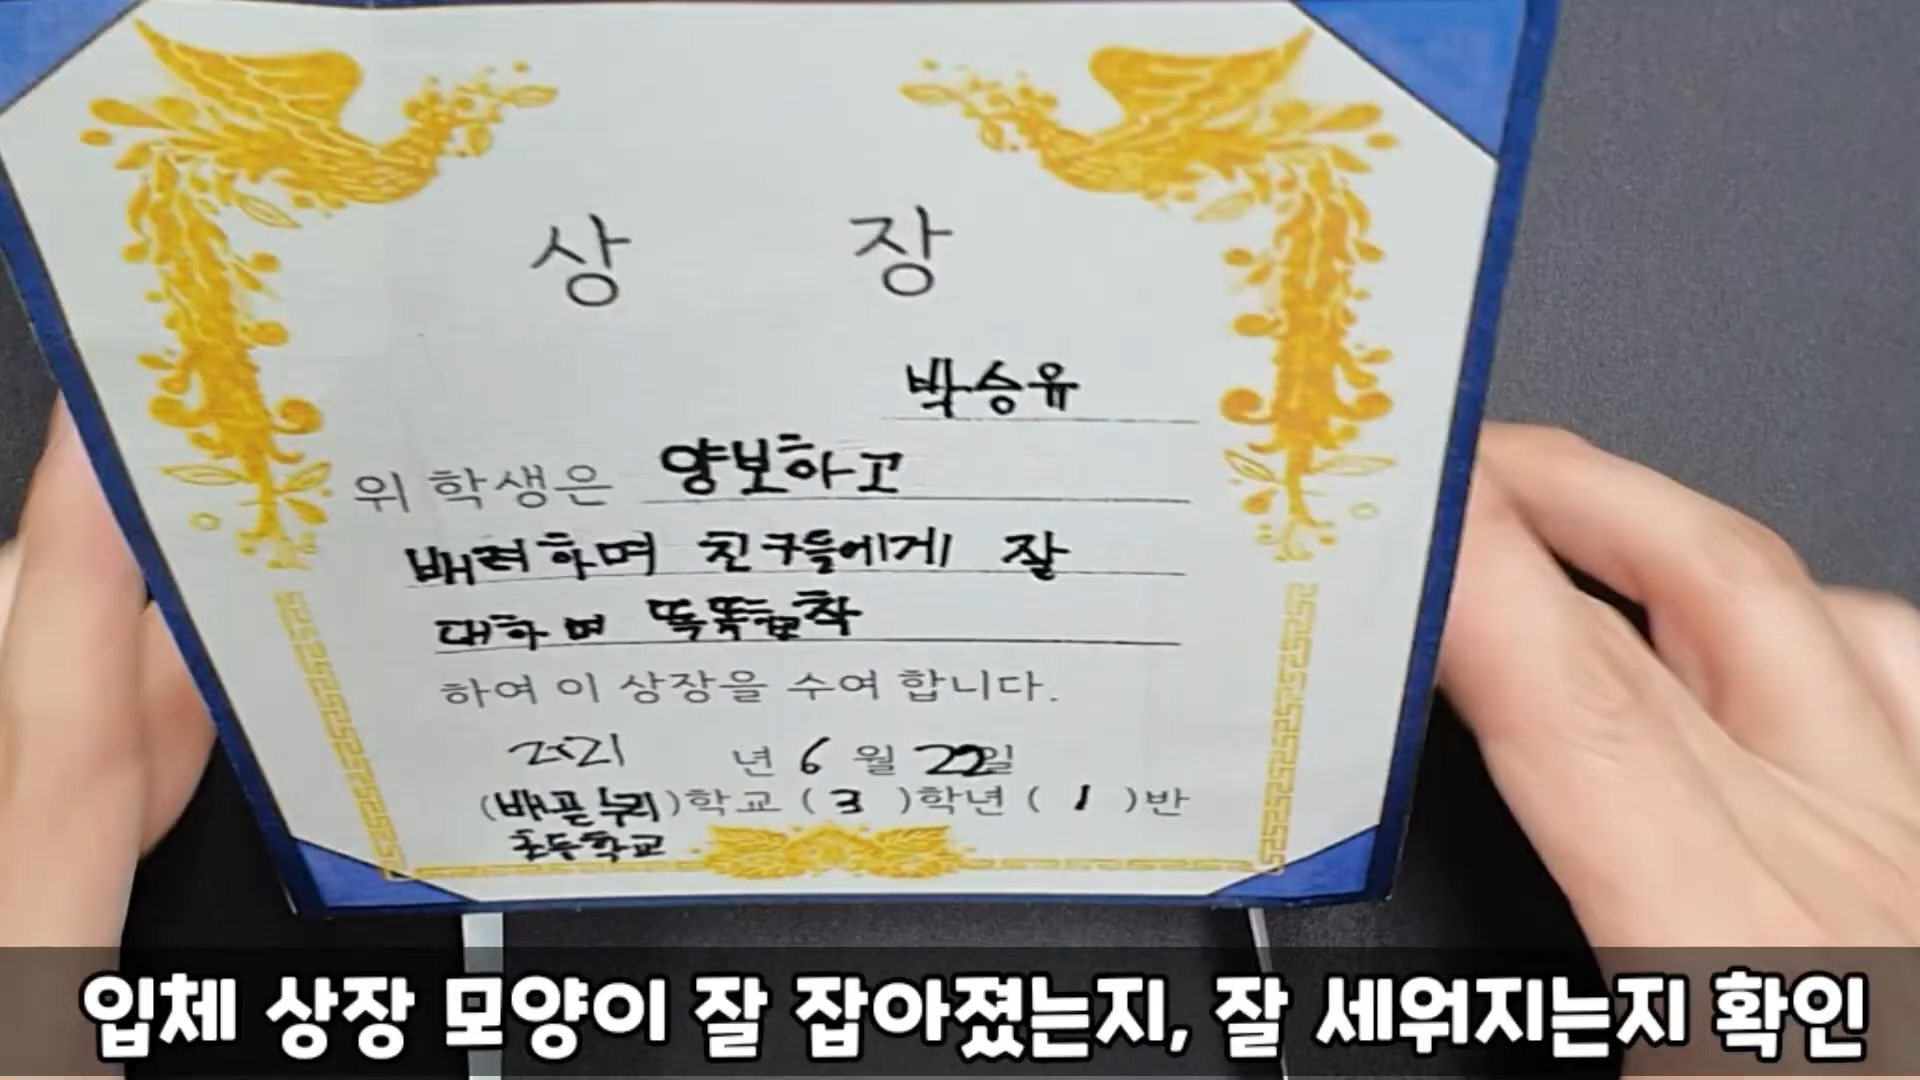 상 장
박승유
위 학생은 양보하고
배려하며 친구들에게 잘
대하며 똑똑하고 착
하여 이 상장을 수여 합니다.
2021 년 6 월 22일
(배곧누리)학교 ( 3 )학년 ( 1 )반
초등학교
입체 상장 모양이 잘 잡아졌는지, 잘 세워지는지 확인